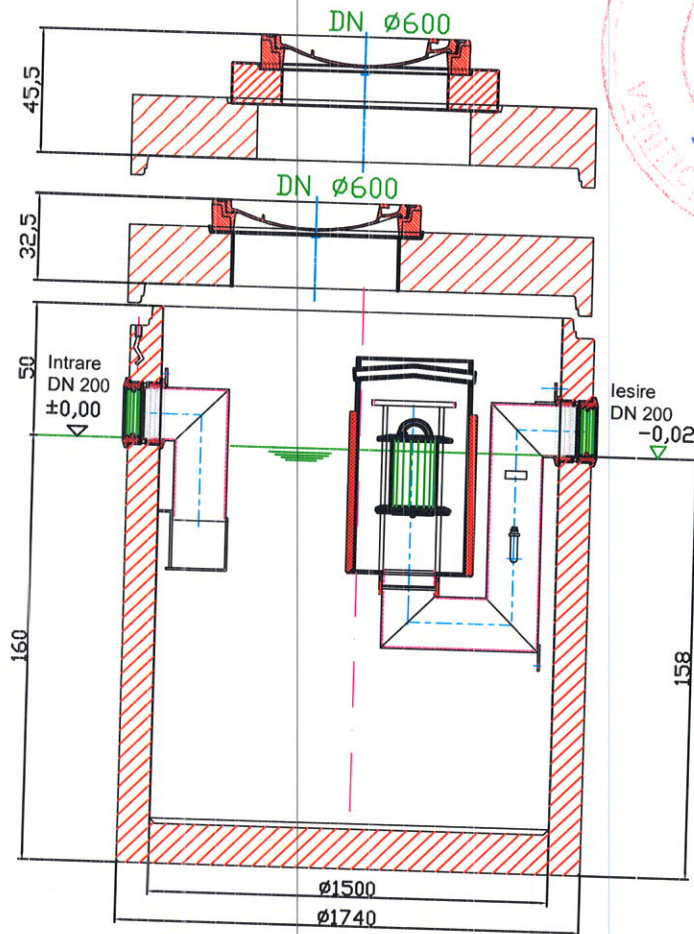 DN Ø600
45,5
DN Ø600
32,5
50
Intrare
DN 200
±0,00
Iesire
DN 200
-0,02
160
158
Ø1500
Ø1740